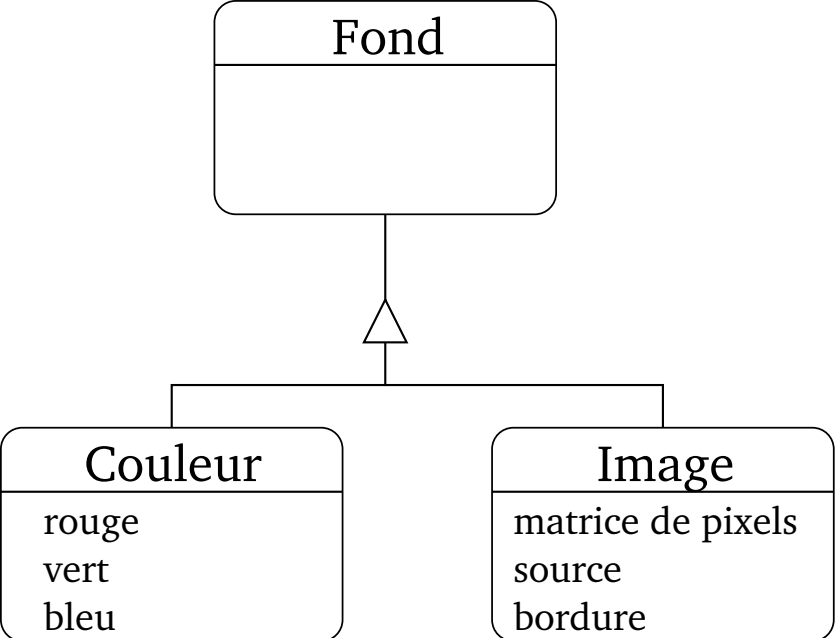 Fond
Couleur
rouge
vert
bleu
Image
matrice de pixels
source
bordure